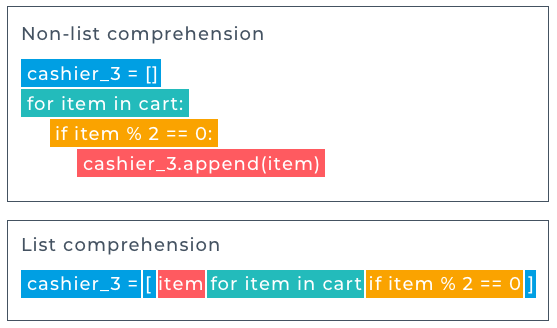 Non-list comprehension
cashier_3 = []
for item in cart:
if item % 2 == 0:
cashier_3.append(item)
List comprehension
cashier_3 = [ item for item in cart if item % 2 == 0 ]